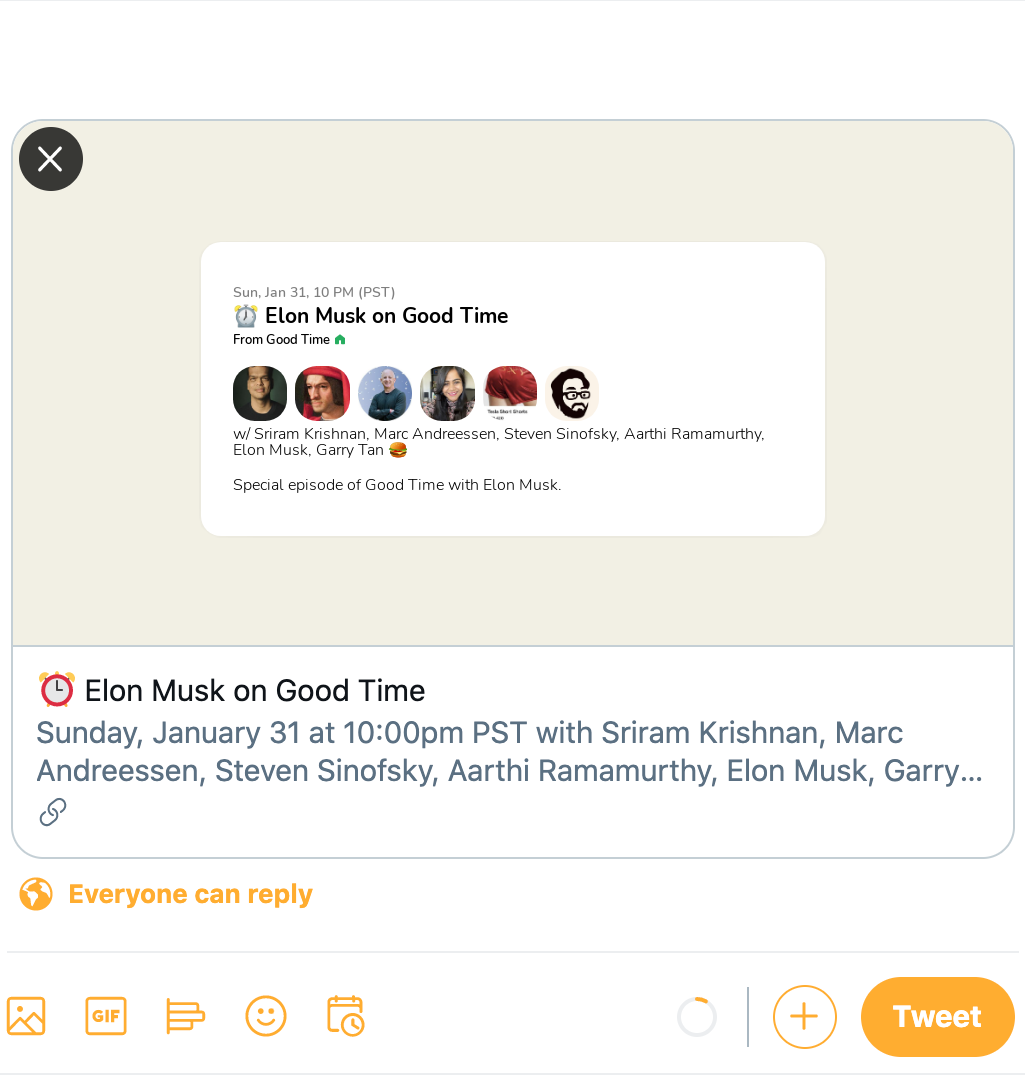 Sun, Jan 31, 10 PM (PST)
⏰ Elon Musk on Good Time
From Good Time
Tesla Short Shorts
w/ Sriram Krishnan, Marc Andreessen, Steven Sinofsky, Aarthi Ramamurthy,
Elon Musk, Garry Tan 🍔
Special episode of Good Time with Elon Musk.
⏰ Elon Musk on Good Time
Sunday, January 31 at 10:00pm PST with Sriram Krishnan, Marc
Andreessen, Steven Sinofsky, Aarthi Ramamurthy, Elon Musk, Garry...
Everyone can reply
GIF
Tweet